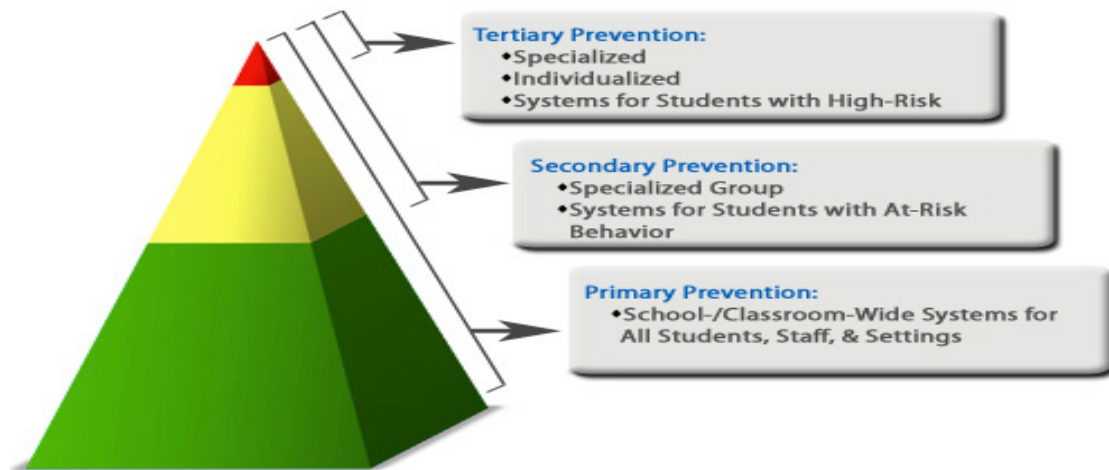 Tertiary Prevention:
◆Specialized
◆Individualized
◆Systems for Students with High-Risk
Secondary Prevention:
◆Specialized Group
◆Systems for Students with At-Risk
Behavior
Primary Prevention:
◆School-/Classroom-Wide Systems for
All Students, Staff, & Settings